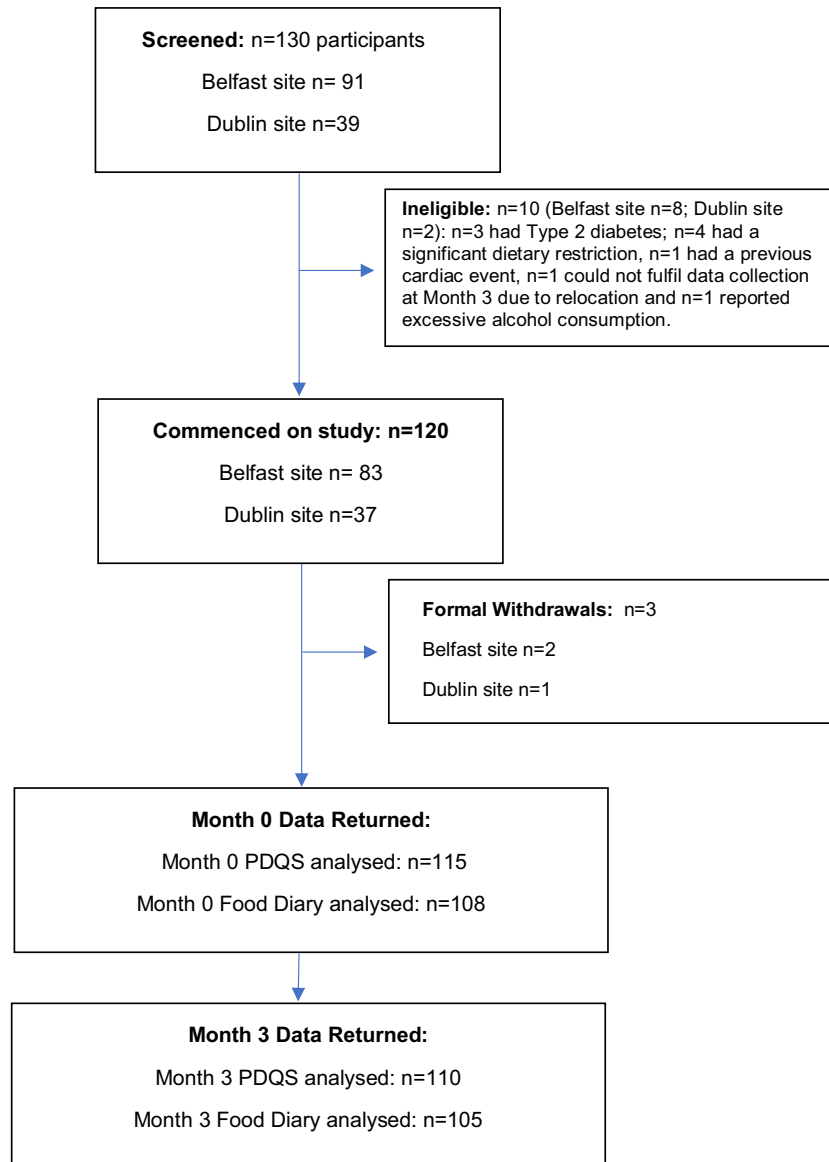 Screened: n=130 participants
Belfast site n= 91
Dublin site n=39
Ineligible: n=10 (Belfast site n=8; Dublin site
n=2): n=3 had Type 2 diabetes; n=4 had a
significant dietary restriction, n=1 had a previous
cardiac event, n=1 could not fulfil data collection
at Month 3 due to relocation and n=1 reported
excessive alcohol consumption.
Commenced on study: n=120
Belfast site n= 83
Dublin site n=37
Formal Withdrawals: n=3
Belfast site n=2
Dublin site n=1
Month 0 Data Returned:
Month 0 PDQS analysed: n=115
Month 0 Food Diary analysed: n=108
Month 3 Data Returned:
Month 3 PDQS analysed: n=110
Month 3 Food Diary analysed: n=105